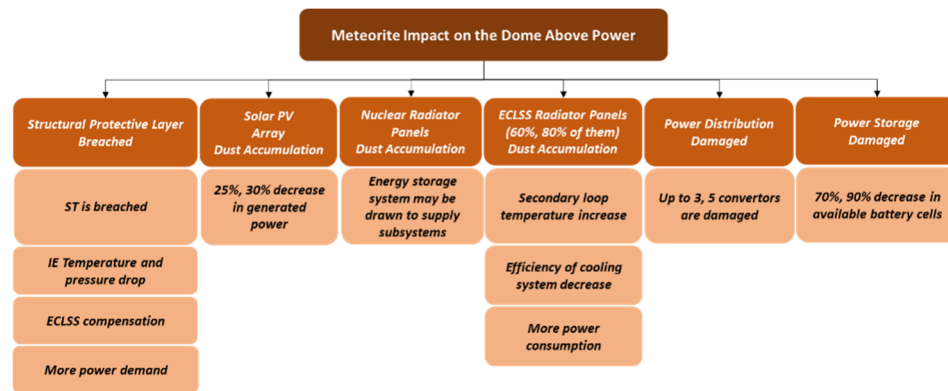 Meteorite Impact on the Dome Above Power
Structural Protective Layer
Breached
Solar PV
Array
Dust Accumulation
Nuclear Radiator
Panels
Dust Accumulation
ECLSS Radiator Panels
(60%, 80% of them)
Dust Accumulation
Power Distribution
Damaged
Power Storage
Damaged
ST is breached
25%, 30% decrease
in generated
power
Energy storage
system may be
drawn to supply
subsystems
Secondary loop
temperature increase
Up to 3, 5 convertors
are damaged
70%, 90% decrease in
available battery cells
IE Temperature and
pressure drop
Efficiency of cooling
system decrease
ECLSS compensation
More power
consumption
More power demand